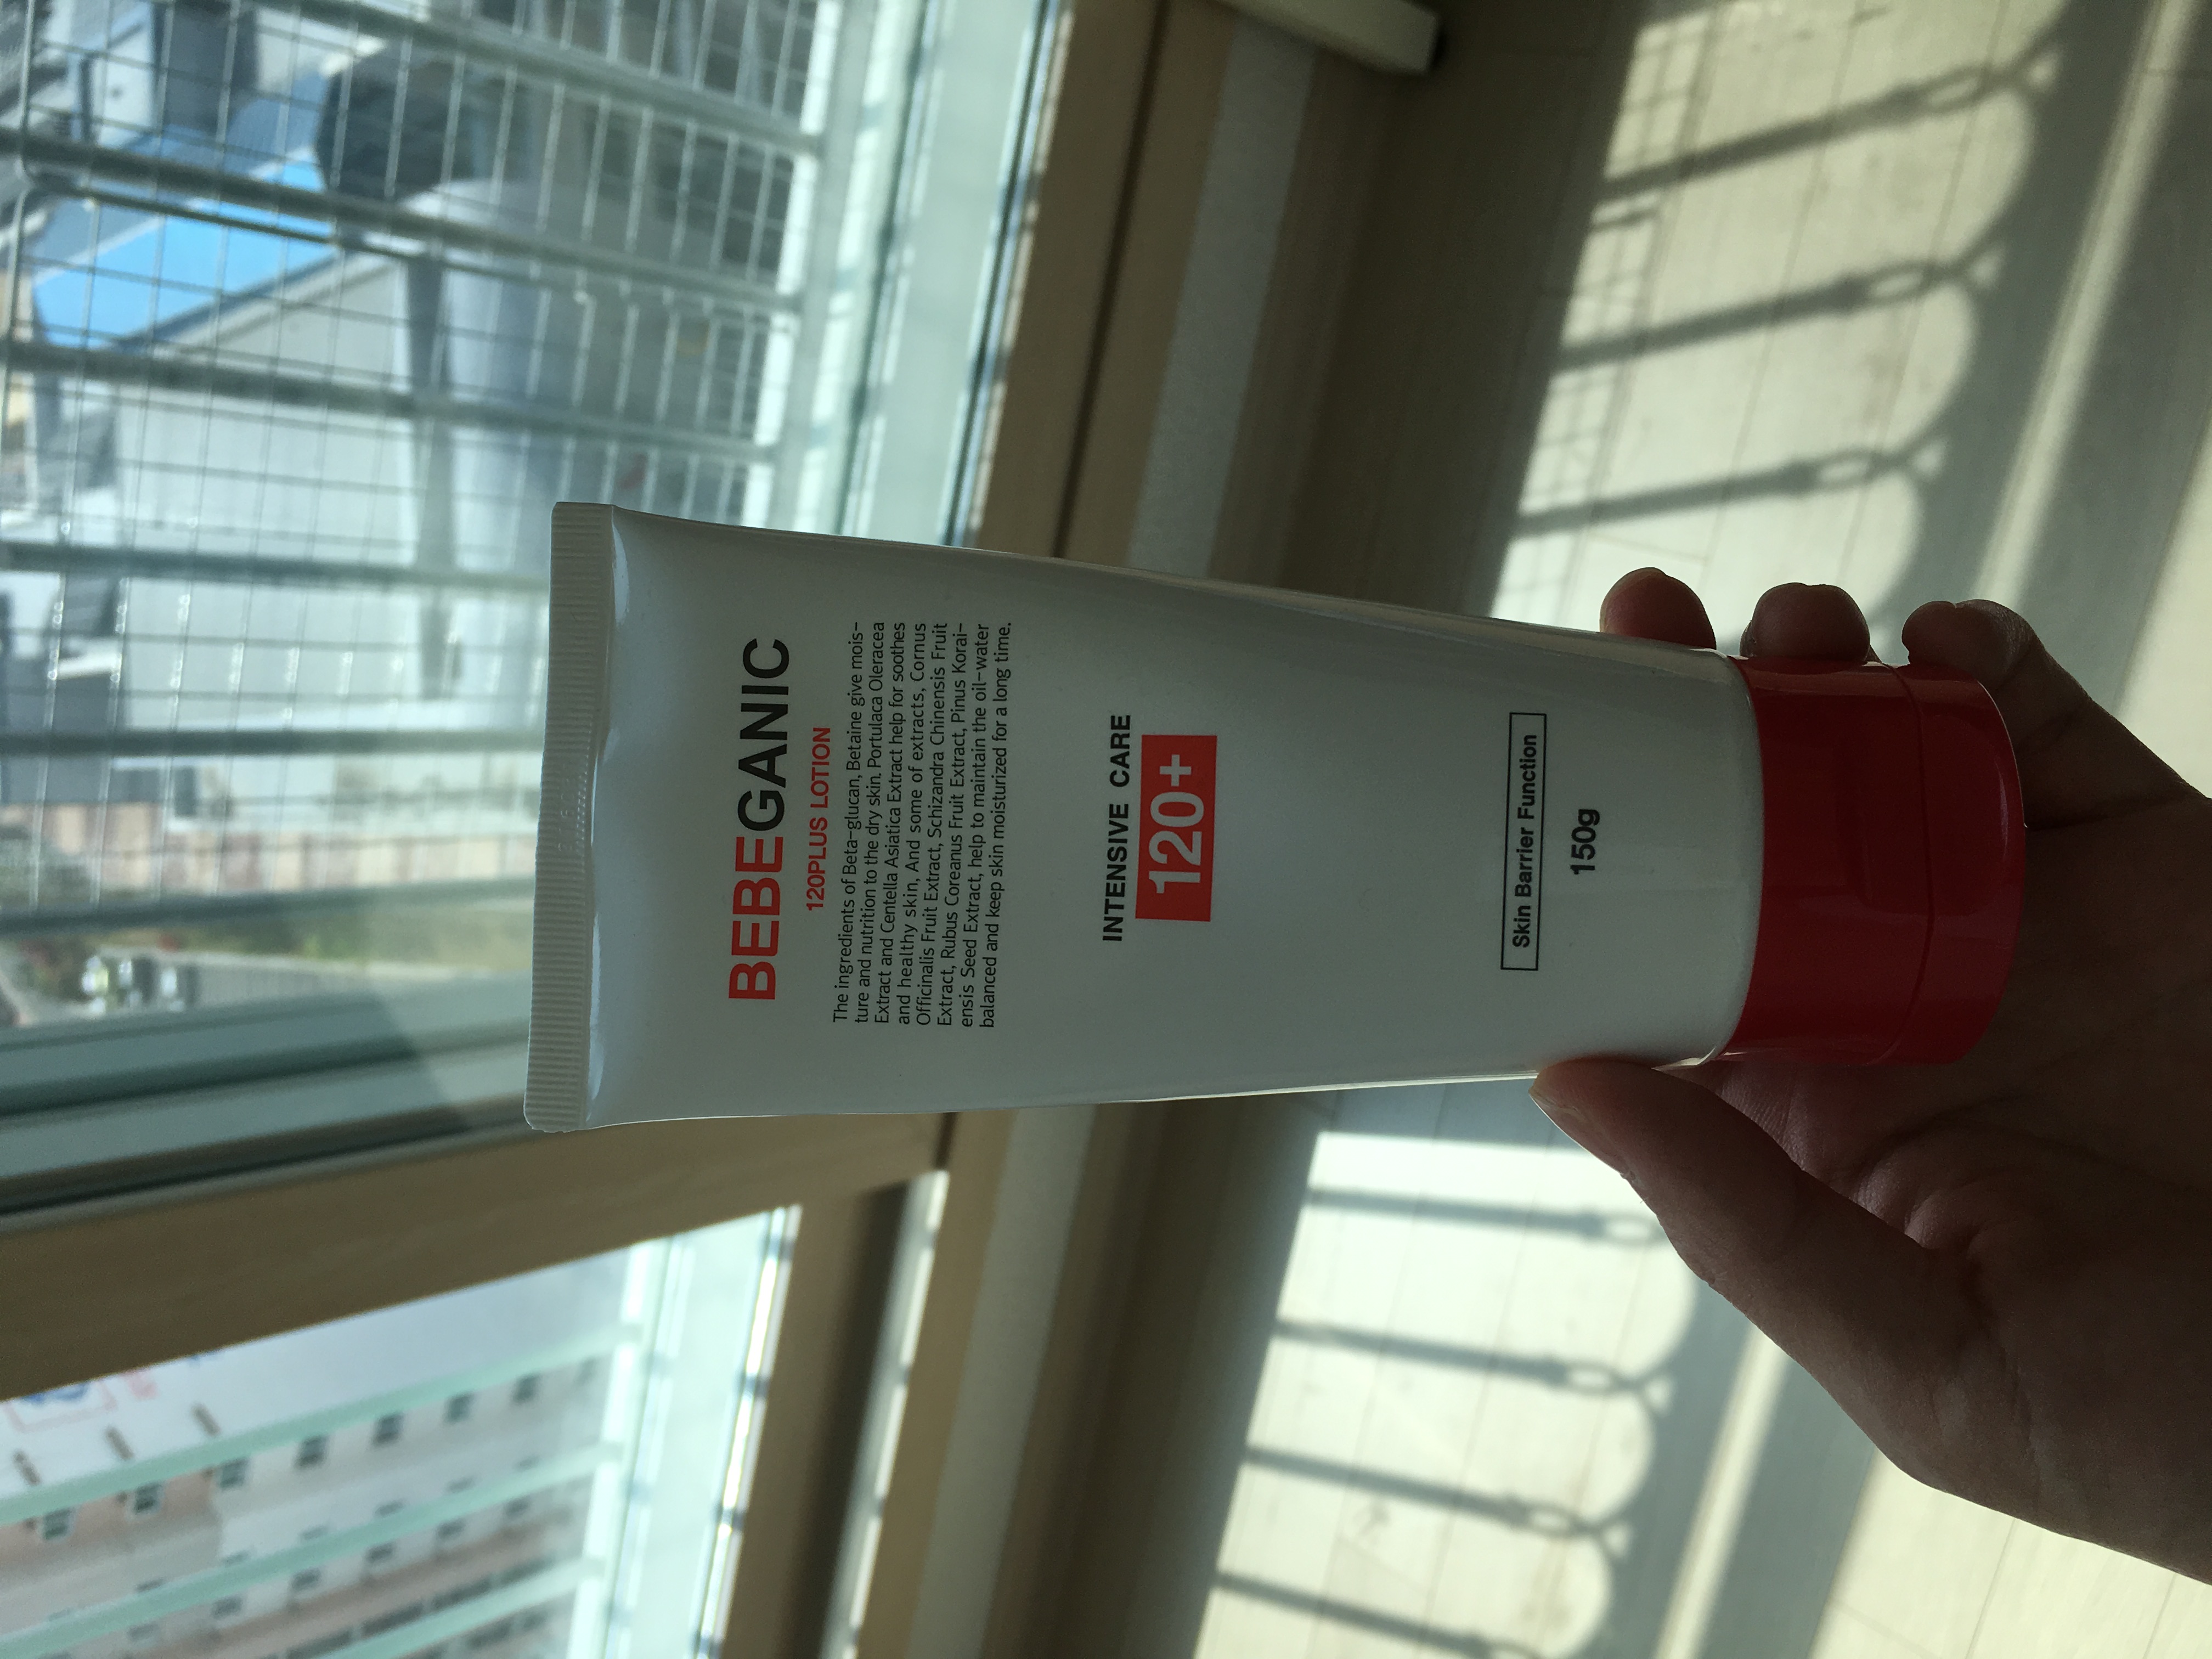 BEBEGANIC
120PLUS LOTION
The ingredients of Beta-glucan, Betaine give mois-
ture and nutrition to the dry skin. Portulaca Oleracea
Extract and Centella Asiatica Extract help for soothes
and healthy skin, And some of extracts, Cornus
Officinalis Fruit Extract, Schizandra Chinensis Fruit
Extract, Rubus Coreanus Fruit Extract, Pinus Korai-
ensis Seed Extract, help to maintain the oil-water
balanced and keep skin moisturized for a long time.
INTENSIVE CARE
120+
Skin Barrier Function
150g